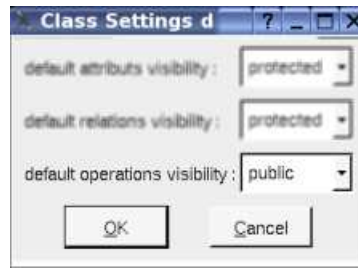 Class Settings d
default attributs visibility : protected
default relations visibility : protected
default operations visibility : public
OK Cancel